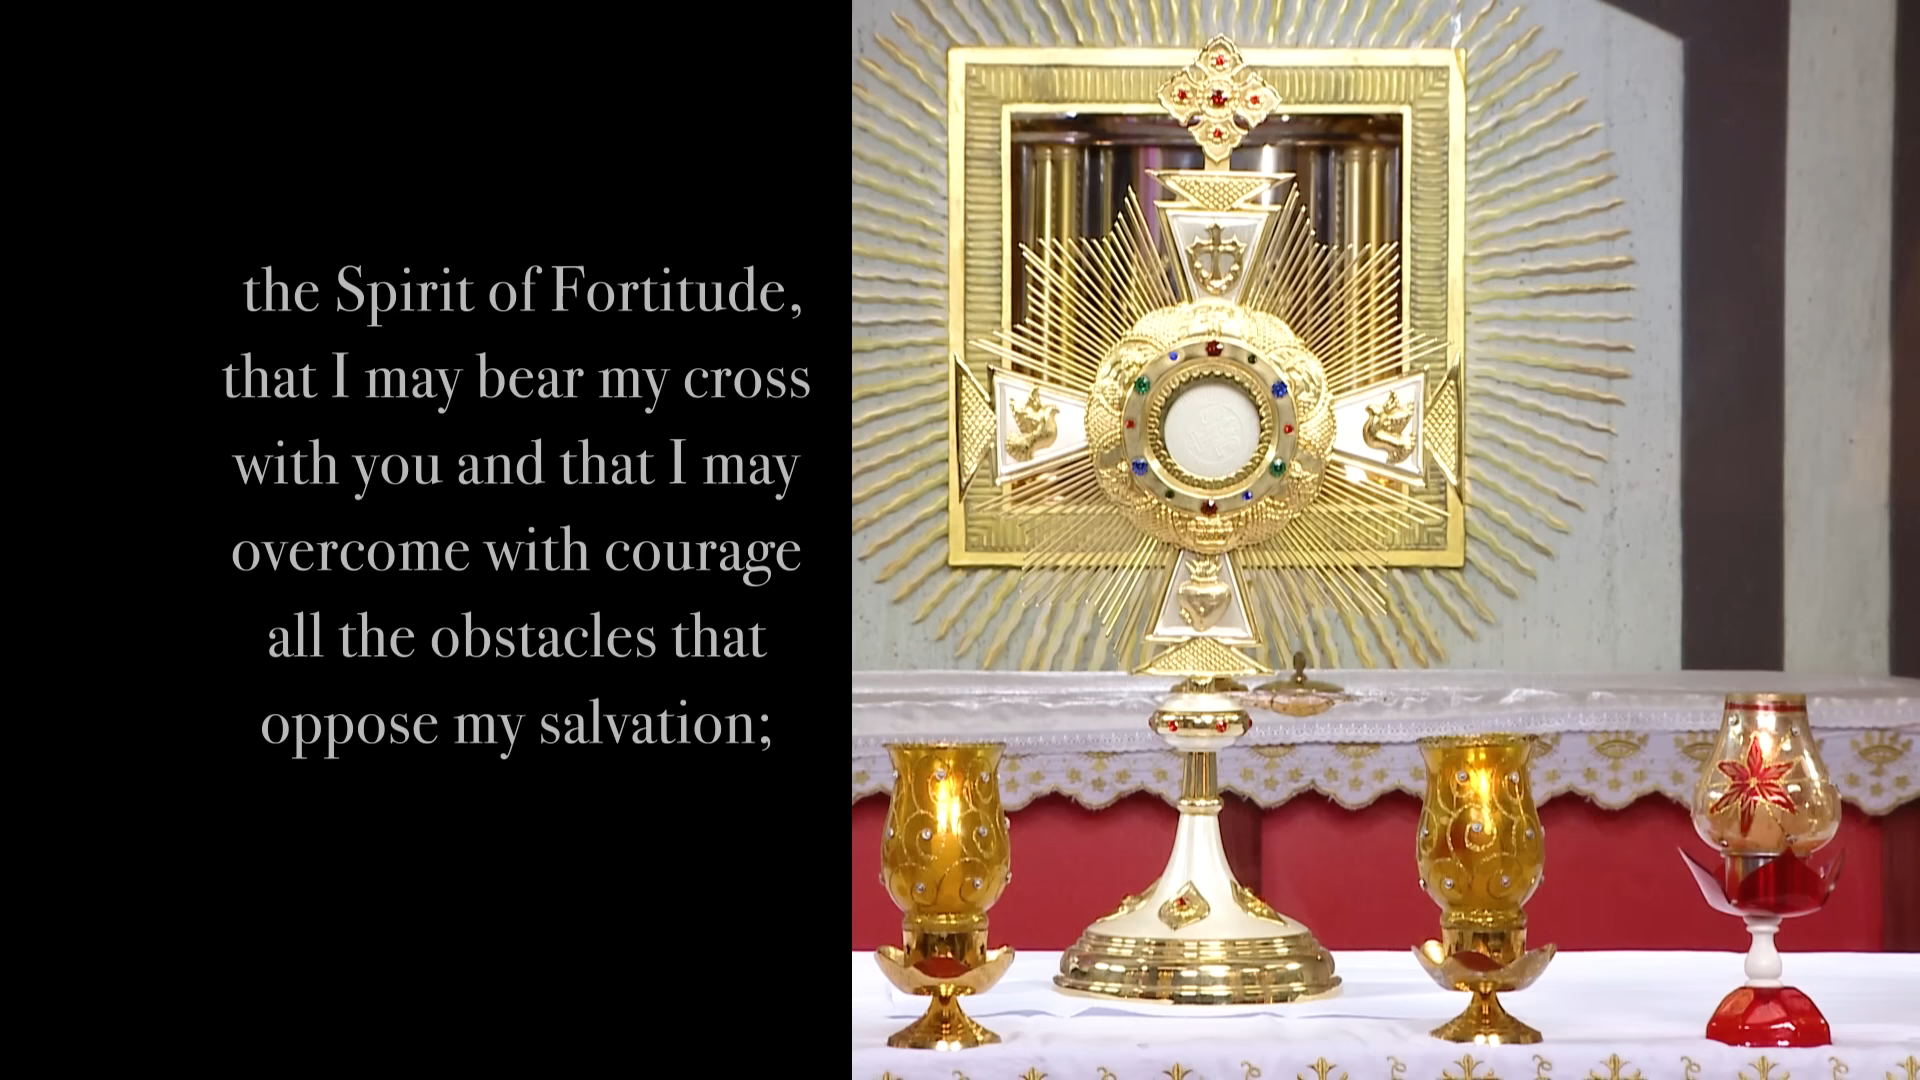 the Spirit of Fortitude,
that I may bear my cross
with you and that I may
overcome with courage
all the obstacles that
oppose my salvation;